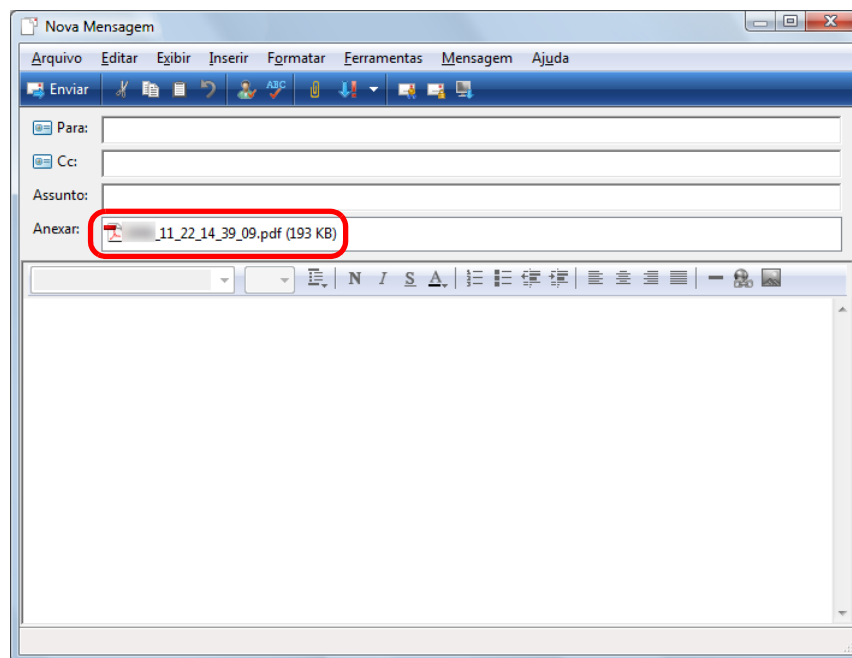 Nova Mensagem
Arquivo Editar Exibir Inserir Formatar Ferramentas Mensagem Ajuda
Enviar ABC
Para:
Cc:
Assunto:
Anexar: _11_22_14_39_09.pdf (193 KB)
N I S A